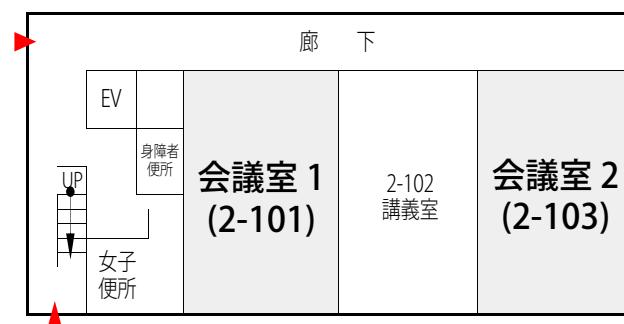 廊 下
EV
身障者
便所
UP
会議室 1
(2-101)
2-102
講義室
会議室 2
(2-103)
女子
便所